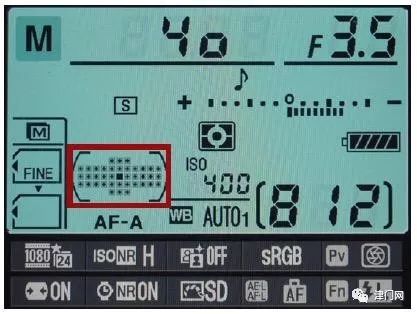 M 40 F3.5
S + -
M
FINE
ISO
400
AF-A WB AUTO1 (812)
1080 24 ISO NR H OFF sRGB Pv
ON NR ON SD AE-L AF-L AF Fn
津门网